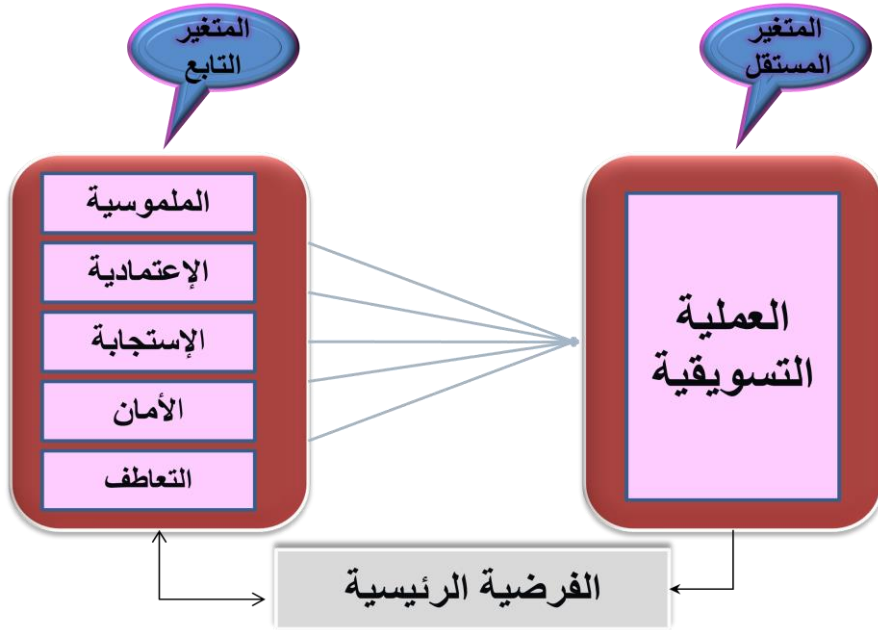 المتغير
المستقل
المتغير
التابع
العملية
التسويقية
الملموسية
الإعتمادية
الإستجابة
الأمان
التعاطف
الفرضية الرئيسية